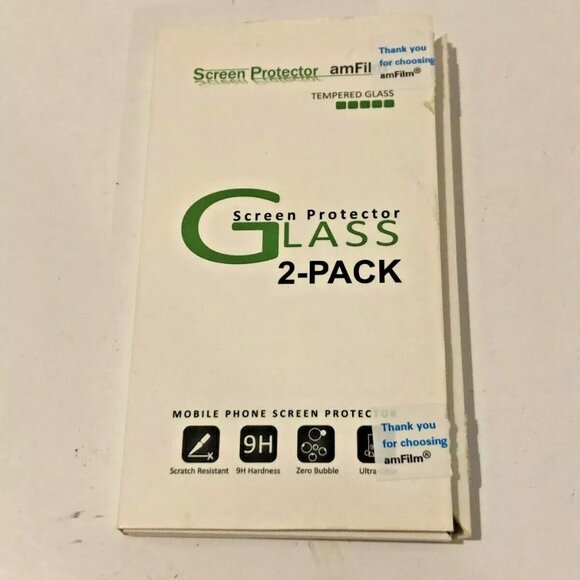 Screen Protector amFil
Thank you
for choosing
amFilm®
TEMPERED GLASS
Screen Protector
GLASS
2-PACK
MOBILE PHONE SCREEN PROTECTOR
Scratch Resistant
9H
9H Hardness
Zero Bubble
Ultra
Thank you
for choosing
amFilm®